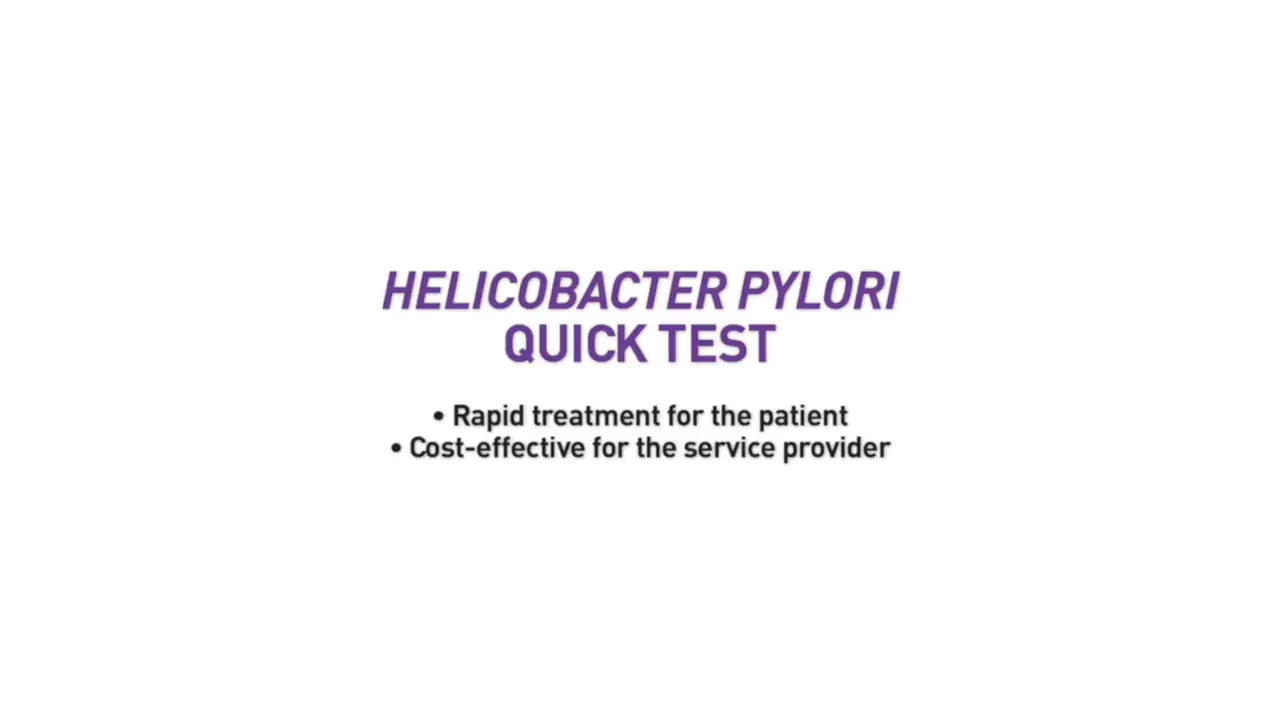 HELICOBACTER PYLORI
QUICK TEST
• Rapid treatment for the patient
• Cost-effective for the service provider